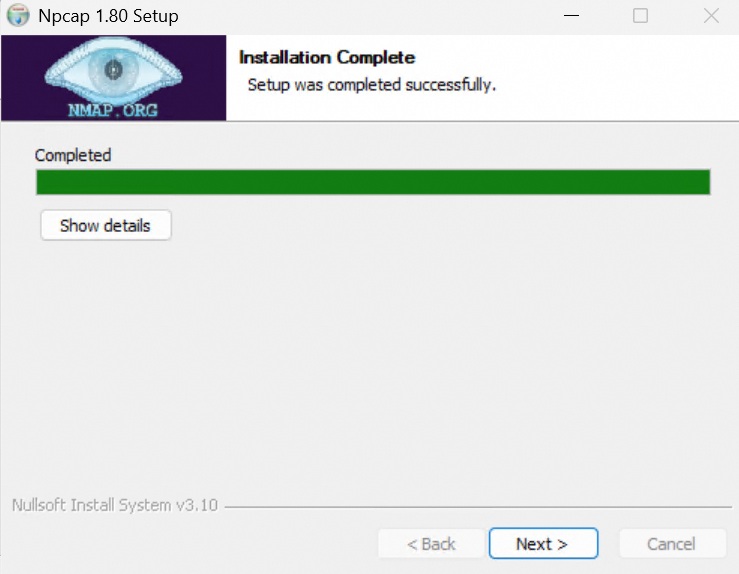 Npcap 1.80 Setup
NMAP.ORG
Installation Complete
Setup was completed successfully.
Completed
Show details
Nullsoft Install System v3.10
< Back
Next >
Cancel